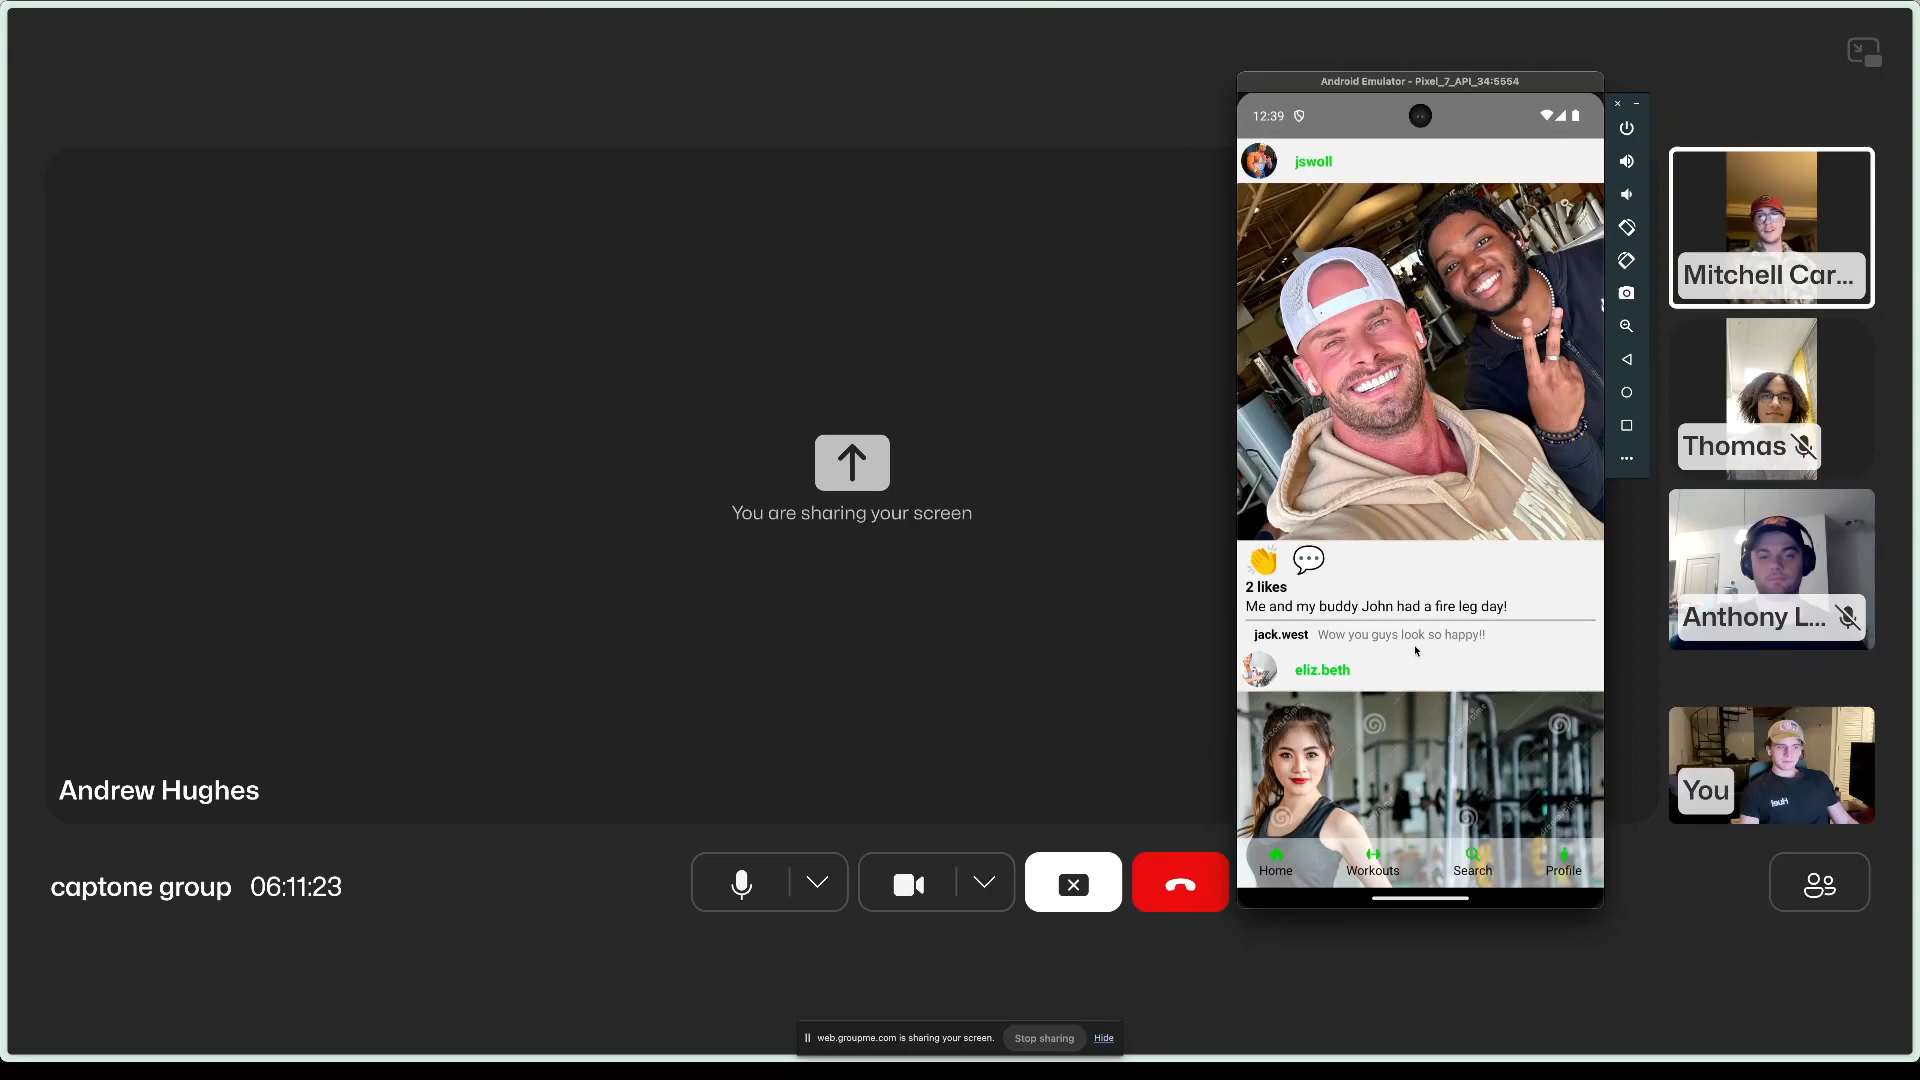 Android Emulator - Pixel_7_API_34:5554
12:39
jswoll
Mitchell Car...
Thomas
You are sharing your screen
2 likes
Me and my buddy John had a fire leg day!
jack.west Wow you guys look so happy!!
Anthony L...
eliz.beth
dreamstime
dreamstime
Andrew Hughes
You
Home
Workouts
Search
Profile
captone group 06:11:23
web.groupme.com is sharing your screen.
Stop sharing
Hide